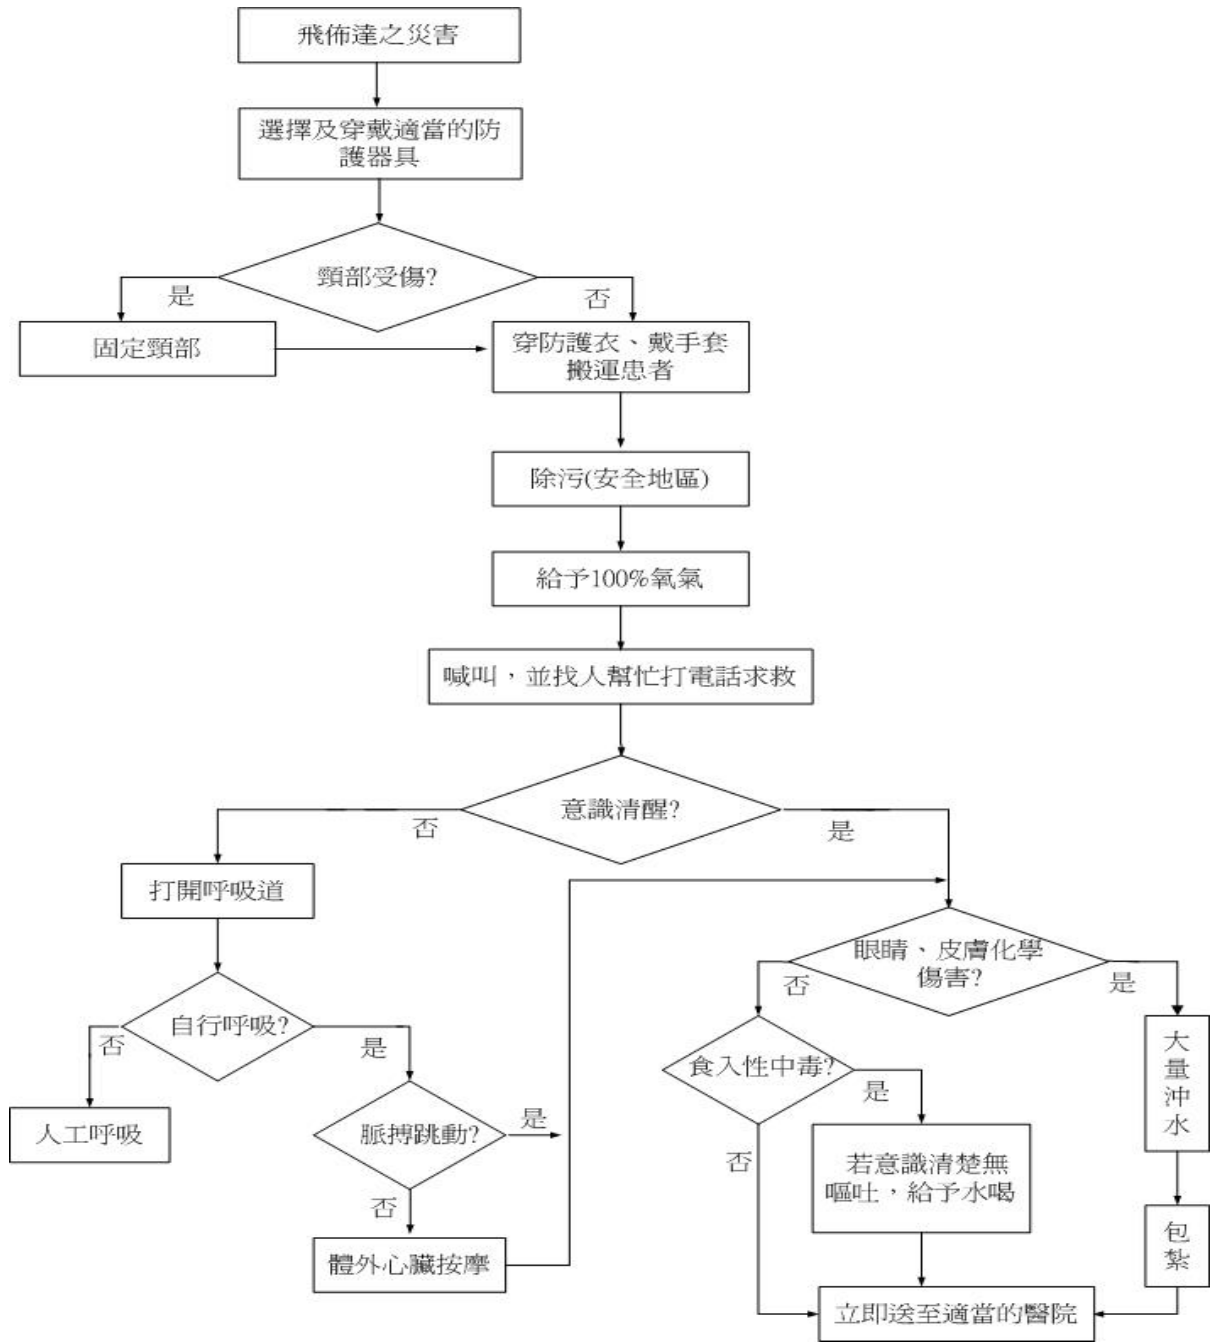 飛佈達之災害
選擇及穿戴適當的防
護器具
頸部受傷?
是
否
固定頸部
穿防護衣、戴手套
搬運患者
除污(安全地區)
給予100%氧氣
喊叫，並找人幫忙打電話求救
意識清醒?
否
是
打開呼吸道
眼睛、皮膚化學
傷害?
否
是
自行呼吸?
否
是
食入性中毒?
是
否
大
量
沖
水
人工呼吸
脈搏跳動?
是
否
若意識清楚無
嘔吐，給予水喝
包
紮
體外心臟按摩
立即送至適當的醫院